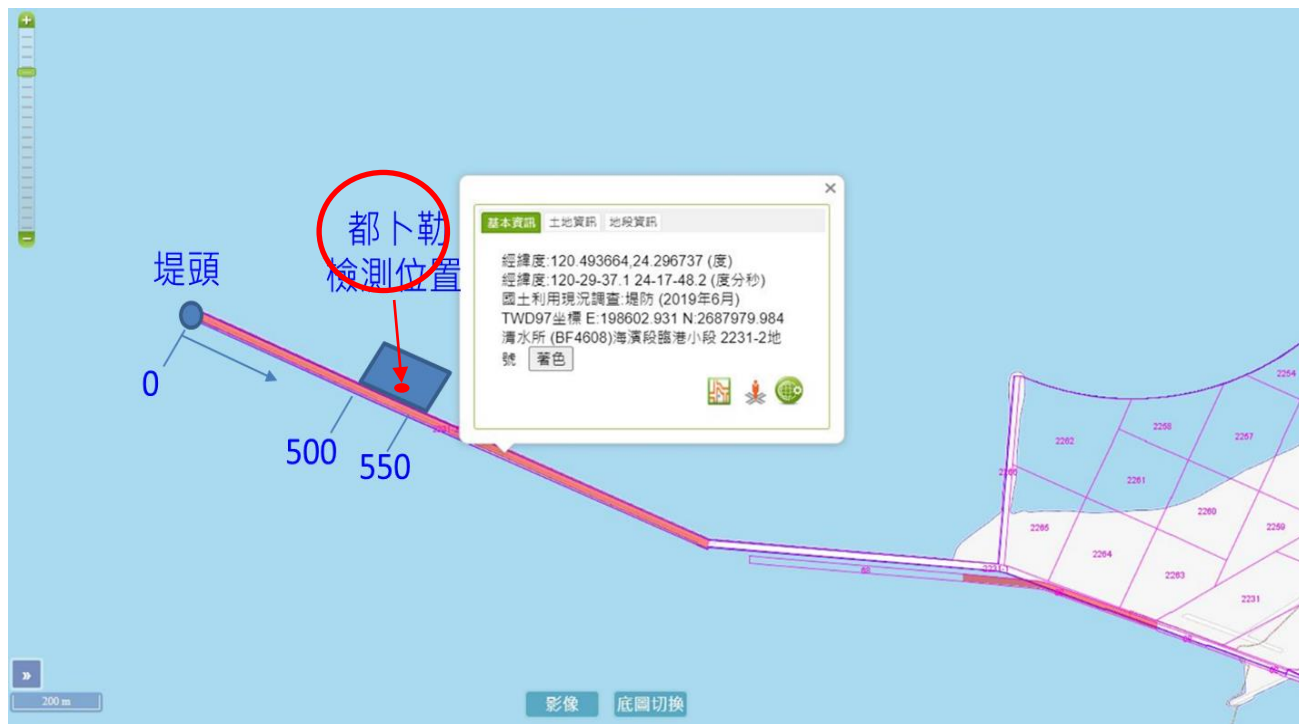 堤頭
都卜勒
檢測位置
0
500
550
基本資訊 土地資訊 地段資訊
經緯度:120.493664,24.296737 (度)
經緯度:120-29-37.1 24-17-48.2 (度分秒)
國土利用現況調查:堤防 (2019年6月)
TWD97坐標 E:198602.931 N:2687979.984
清水所 (BF4608)海濱段臨港小段 2231-2地
號 著色
2254
2262
2258
2257
2261
2265
2260
2259
2264
2263
2231
68
200 m
影像
底圖切換